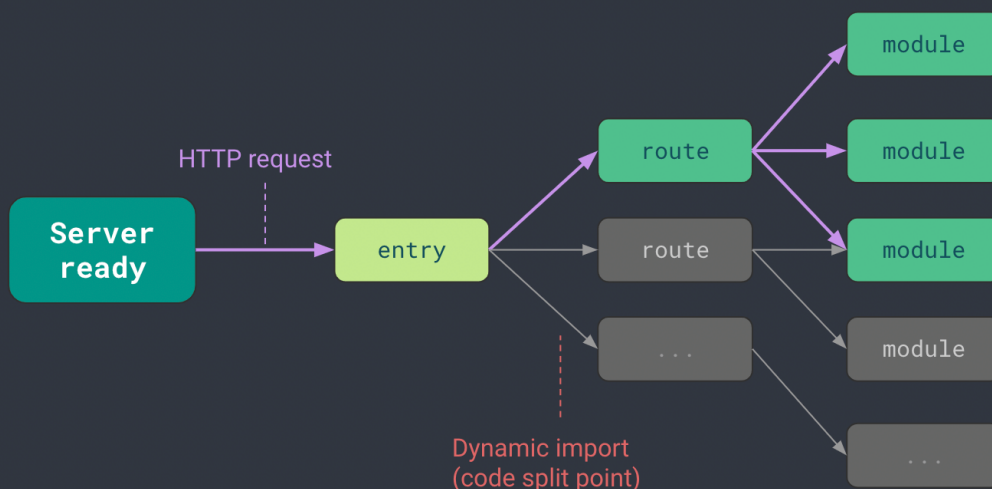 module
HTTP request
route
module
Server
ready
entry
route
module
...
module
Dynamic import
(code split point)
...